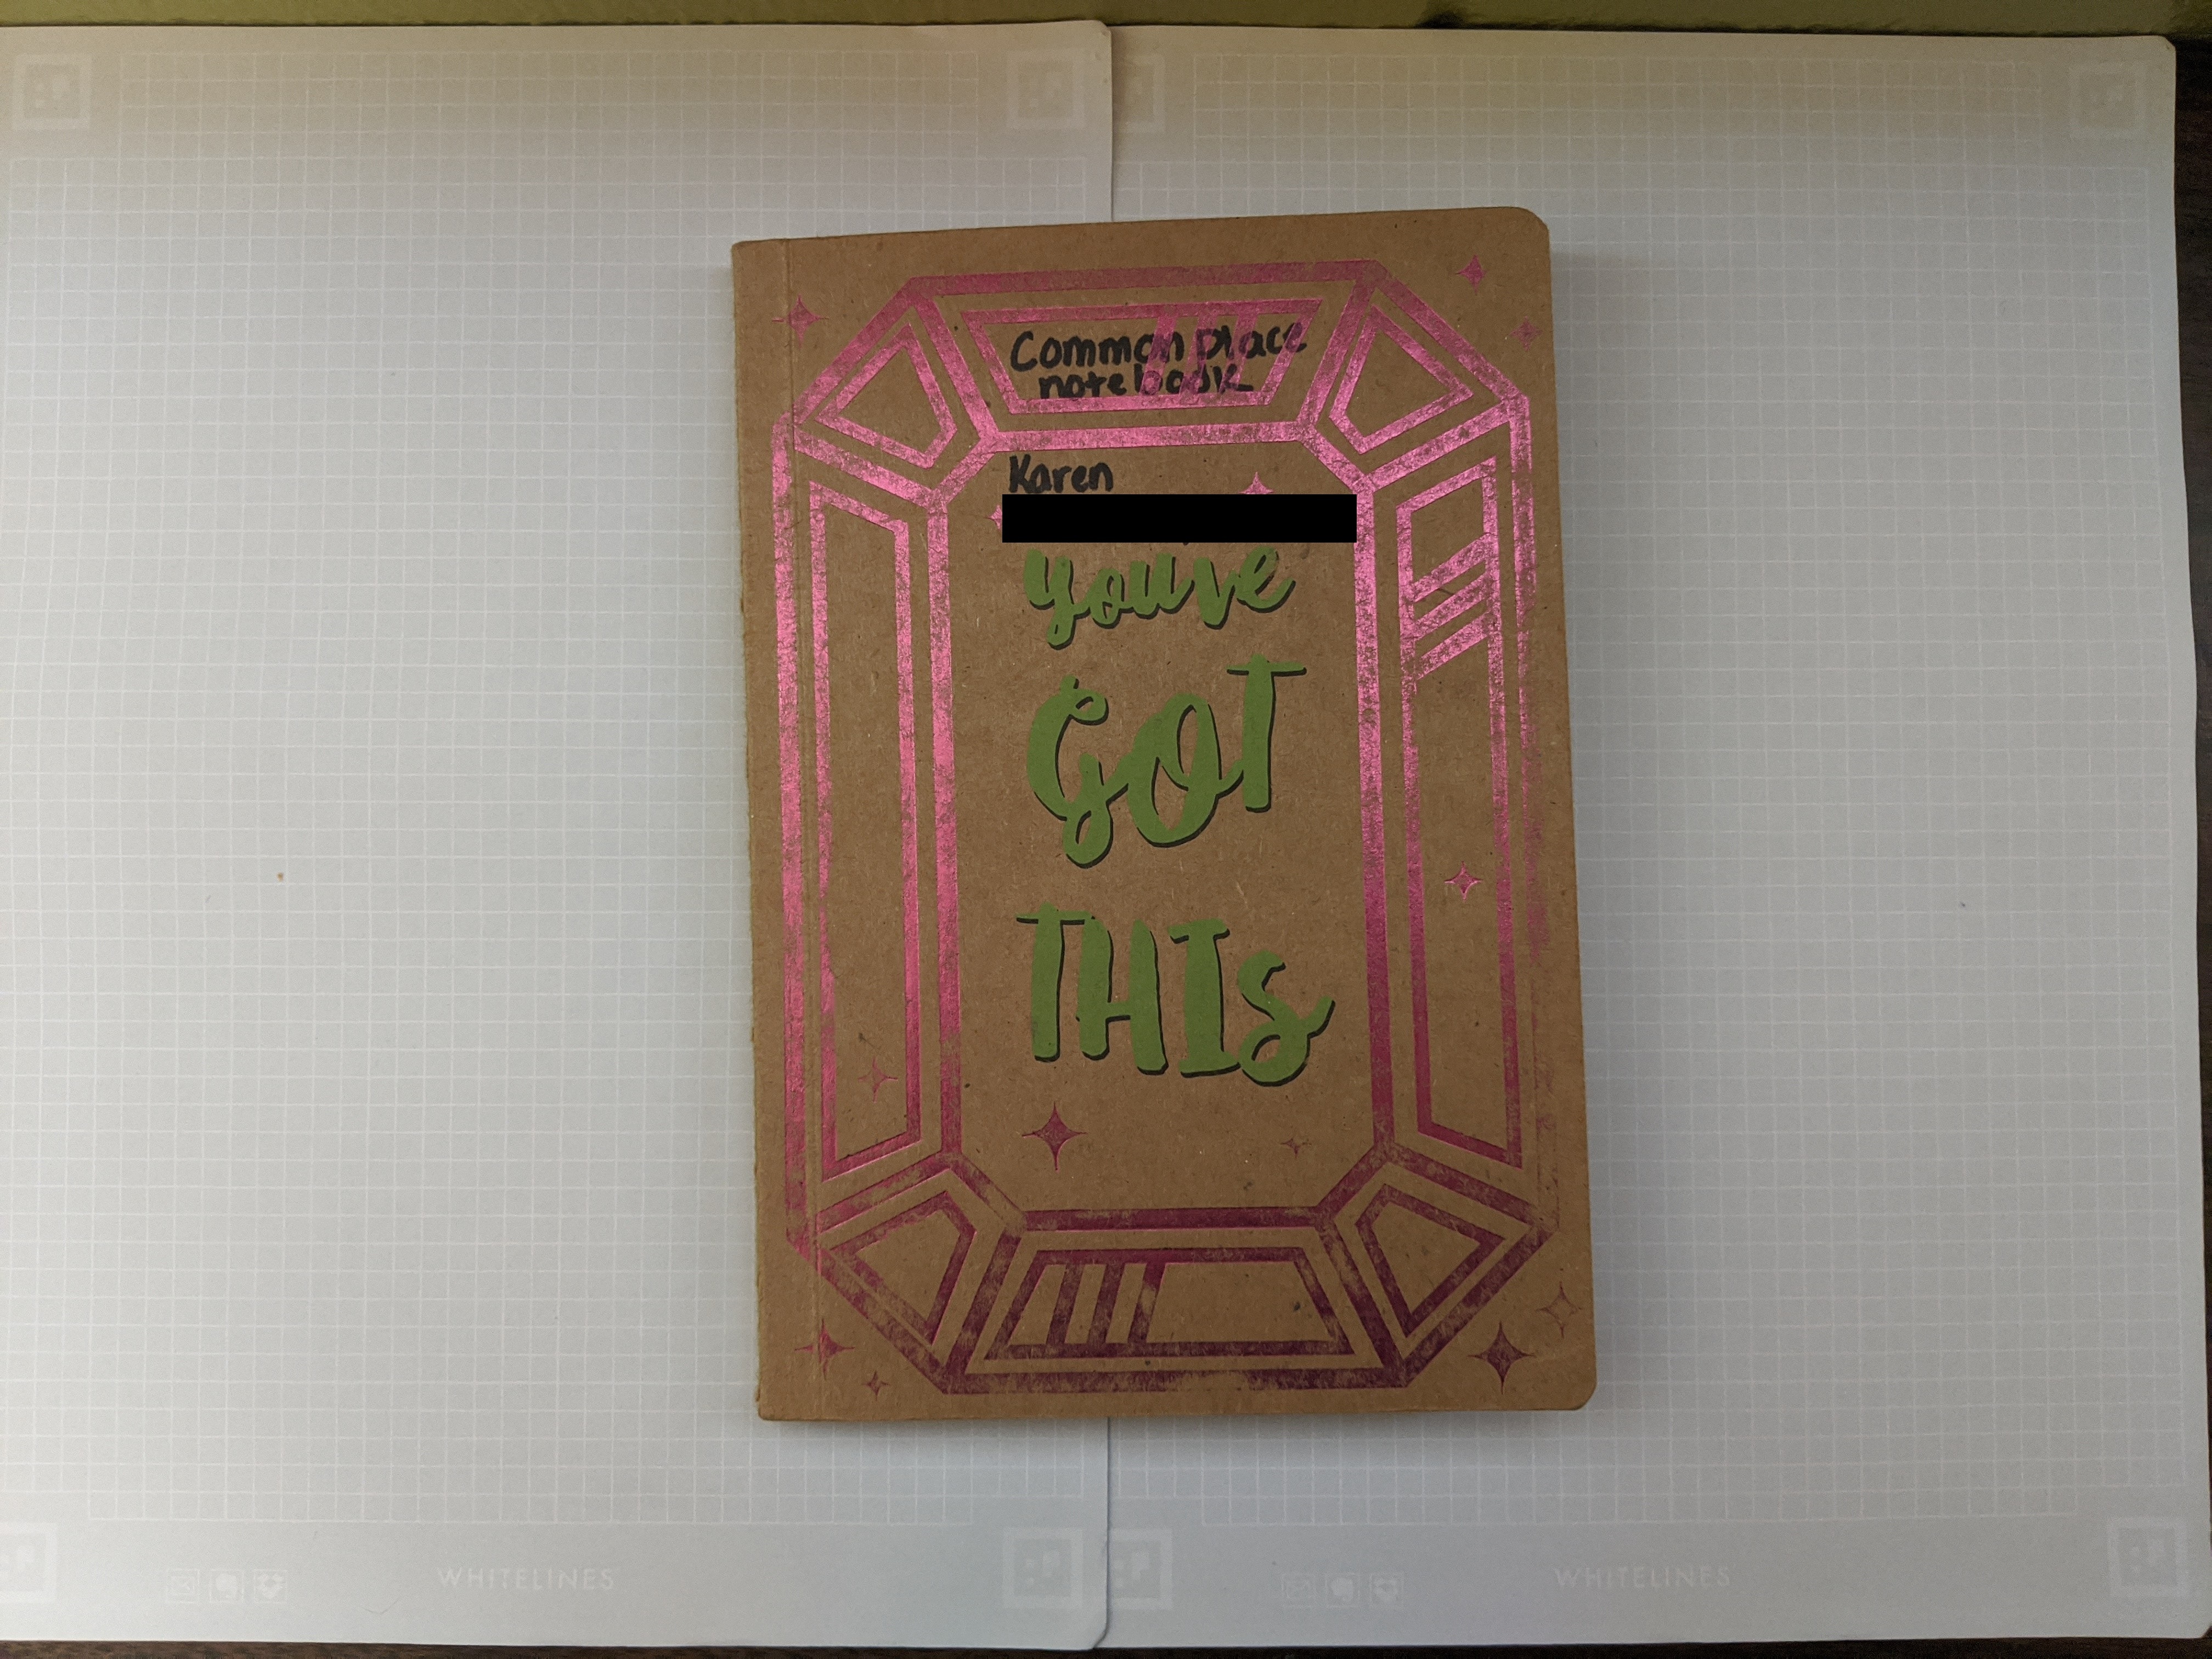 Common place
notebook
Karen
you've
GOT
THIS
WHITELINES
WHITELINES